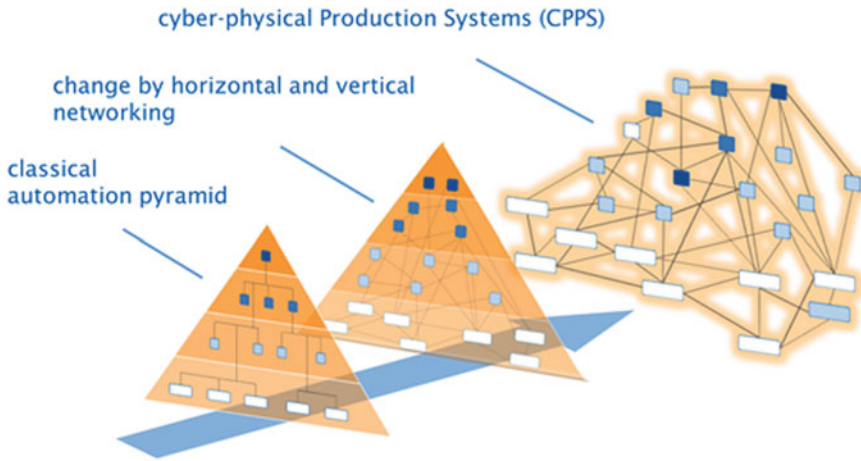 cyber-physical Production Systems (CPPS)
change by horizontal and vertical
networking
classical
automation pyramid